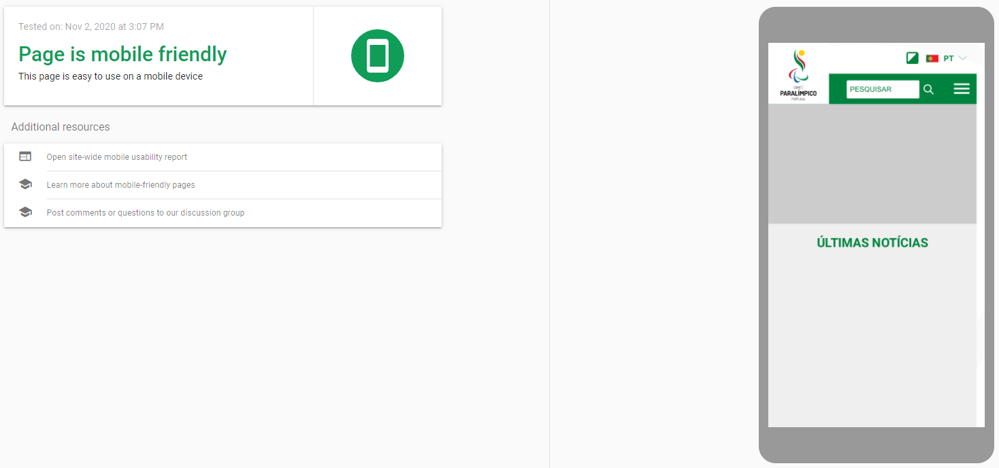 Tested on: Nov 2, 2020 at 3:07 PM
Page is mobile friendly
This page is easy to use on a mobile device
Additional resources
Open site-wide mobile usability report
Learn more about mobile-friendly pages
Post comments or questions to our discussion group
PT
COMITÉ
PARALÍMPICO
PORTUGAL
PESQUISAR
ÚLTIMAS NOTÍCIAS